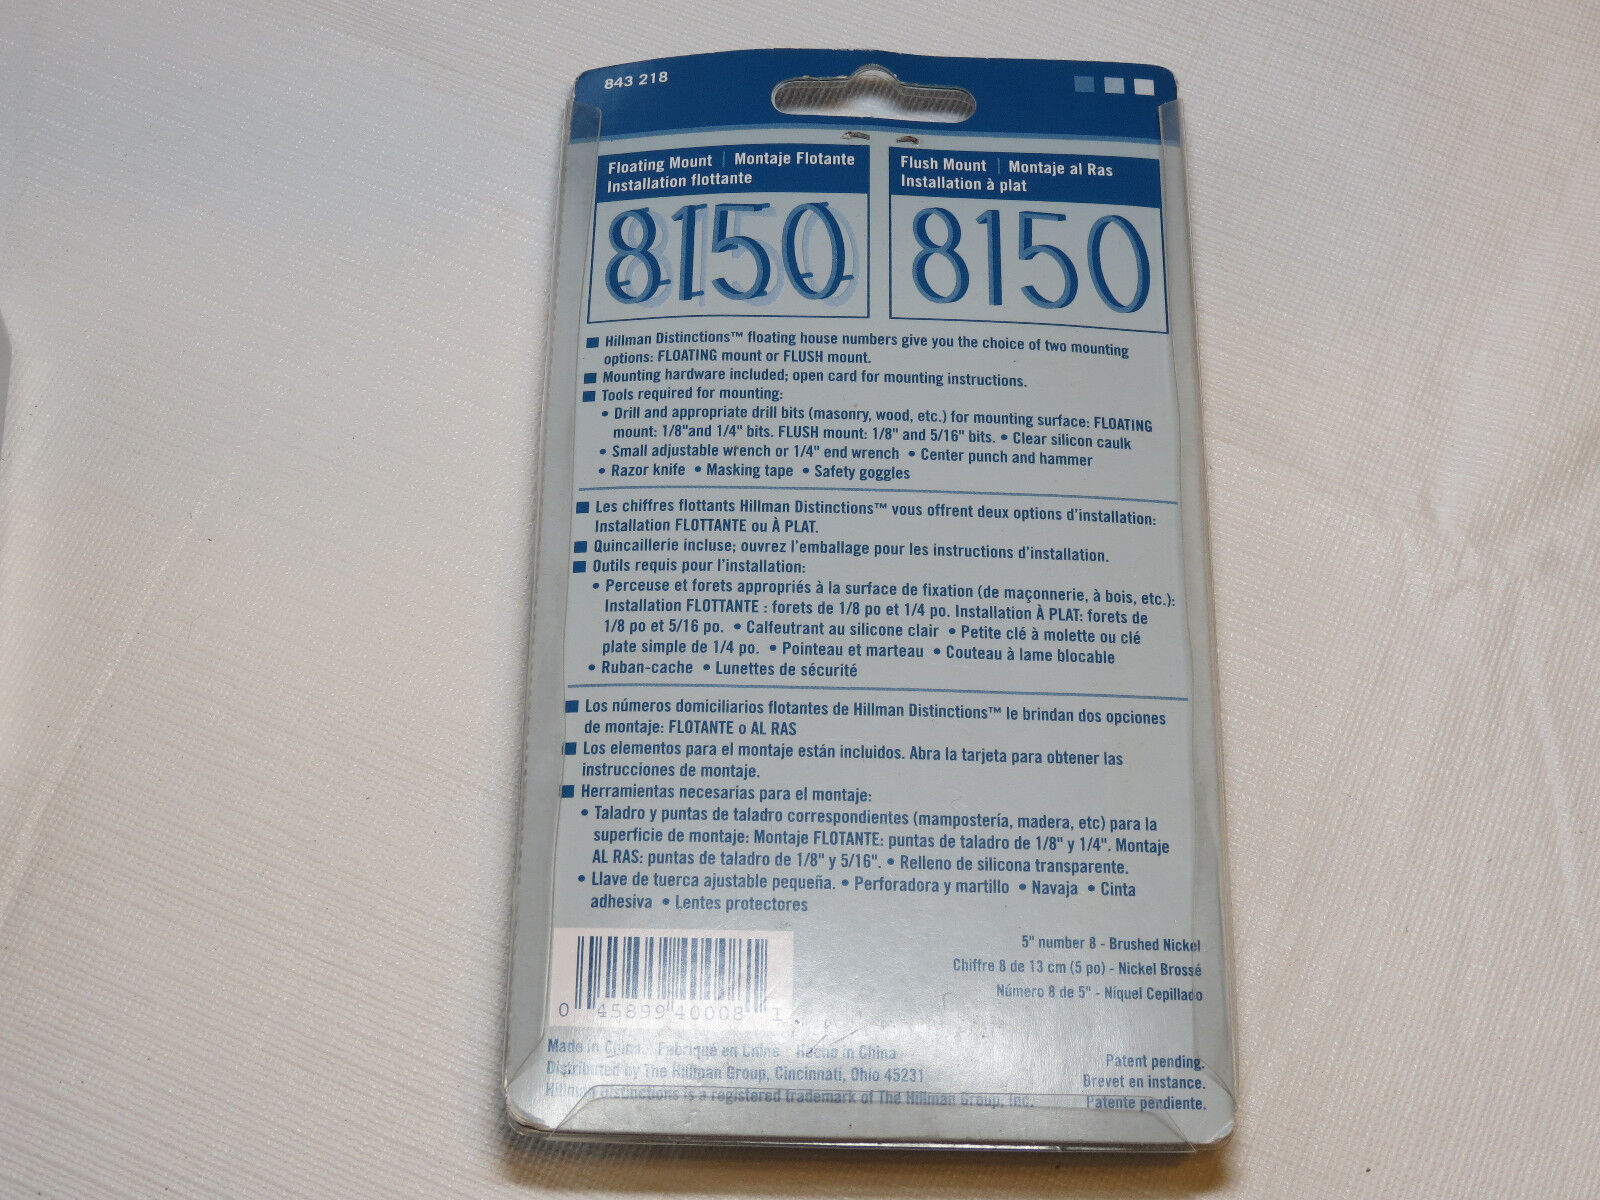 843 218
Floating Mount | Montaje Flotante
Installation flottante
8150
Flush Mount | Montaje al Ras
Installation à plat
8150
Hillman Distinctions™ floating house numbers give you the choice of two mounting
options: FLOATING mount or FLUSH mount.
Mounting hardware included; open card for mounting instructions.
Tools required for mounting:
• Drill and appropriate drill bits (masonry, wood, etc.) for mounting surface: FLOATING
mount: 1/8"and 1/4" bits. FLUSH mount: 1/8" and 5/16" bits. • Clear silicon caulk
• Small adjustable wrench or 1/4" end wrench • Center punch and hammer
• Razor knife • Masking tape • Safety goggles
Les chiffres flottants Hillman Distinctions™ vous offrent deux options d'installation:
Installation FLOTTANTE ou À PLAT.
Quincaillerie incluse; ouvrez l'emballage pour les instructions d'installation.
Outils requis pour l'installation:
• Perceuse et forets appropriés à la surface de fixation (de maçonnerie, à bois, etc.):
Installation FLOTTANTE : forets de 1/8 po et 1/4 po. Installation À PLAT: forets de
1/8 po et 5/16 po. • Calfeutrant au silicone clair • Petite clé à molette ou clé
plate simple de 1/4 po. • Pointeau et marteau • Couteau à lame blocable
• Ruban-cache • Lunettes de sécurité
Los números domiciliarios flotantes de Hillman Distinctions™ le brindan dos opciones
de montaje: FLOTANTE o AL RAS
Los elementos para el montaje están incluidos. Abra la tarjeta para obtener las
instrucciones de montaje.
Herramientas necesarias para el montaje:
• Taladro y puntas de taladro correspondientes (mampostería, madera, etc) para la
superficie de montaje: Montaje FLOTANTE: puntas de taladro de 1/8" y 1/4". Montaje
AL RAS: puntas de taladro de 1/8" y 5/16". • Relleno de silicona transparente.
• Llave de tuerca ajustable pequeña. • Perforadora y martillo • Navaja • Cinta
adhesiva • Lentes protectores
5" number 8 - Brushed Nickel
Chiffre 8 de 13 cm (5 po) - Nickel Brossé
Número 8 de 5" - Níquel Cepillado
0 45899 40008 1
Made in China. Fabriqué en Chine Hecho in China
Distributed by The Hillman Group, Cincinnati, Ohio 45231
Hillman Distinctions is a registered trademark of The Hillman Group, Inc.
Patent pending.
Brevet en instance.
Patente pendiente.